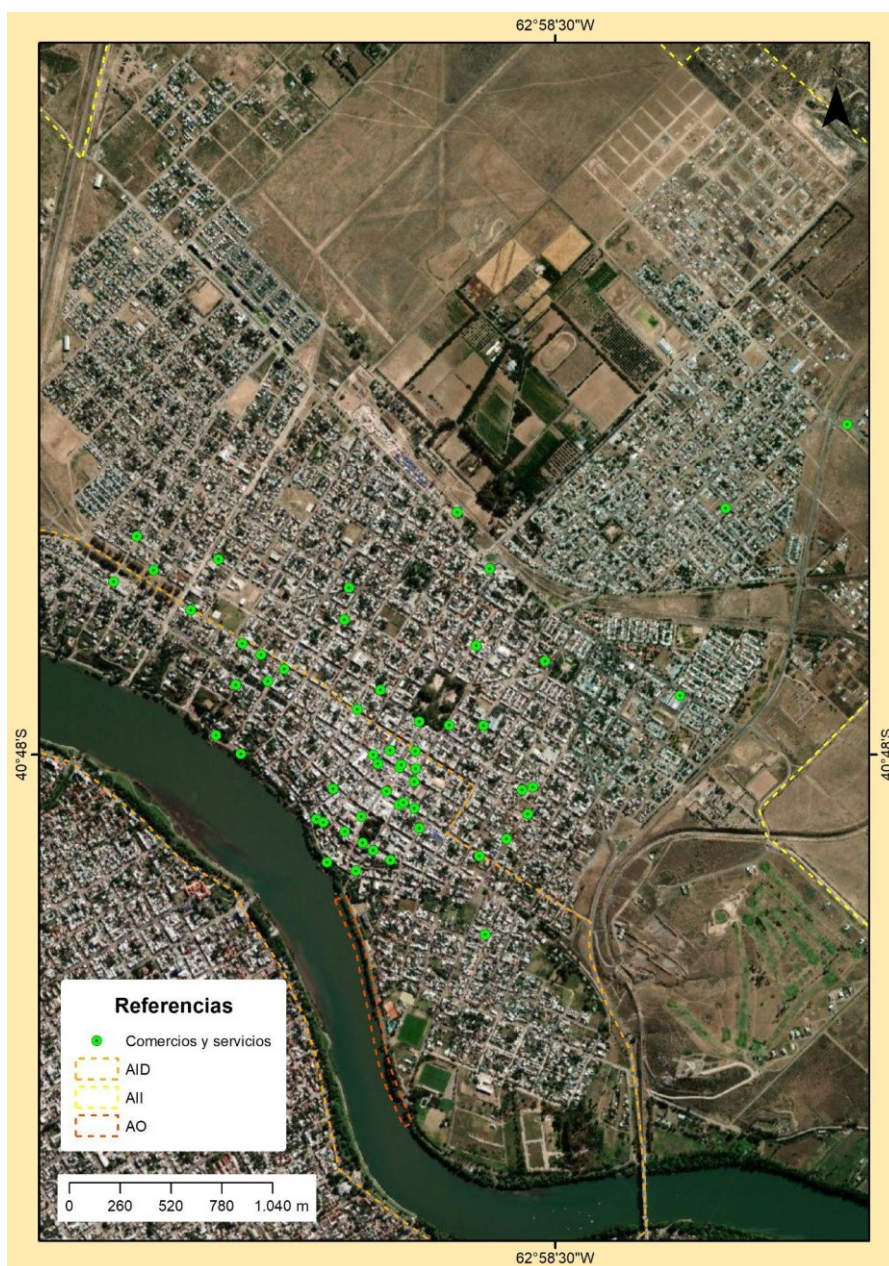 62°58'30"W
N
40°48'S
40°48'S
Referencias
Comercios y servicios
AID
AII
AO
0 260 520 780 1.040 m
62°58'30"W